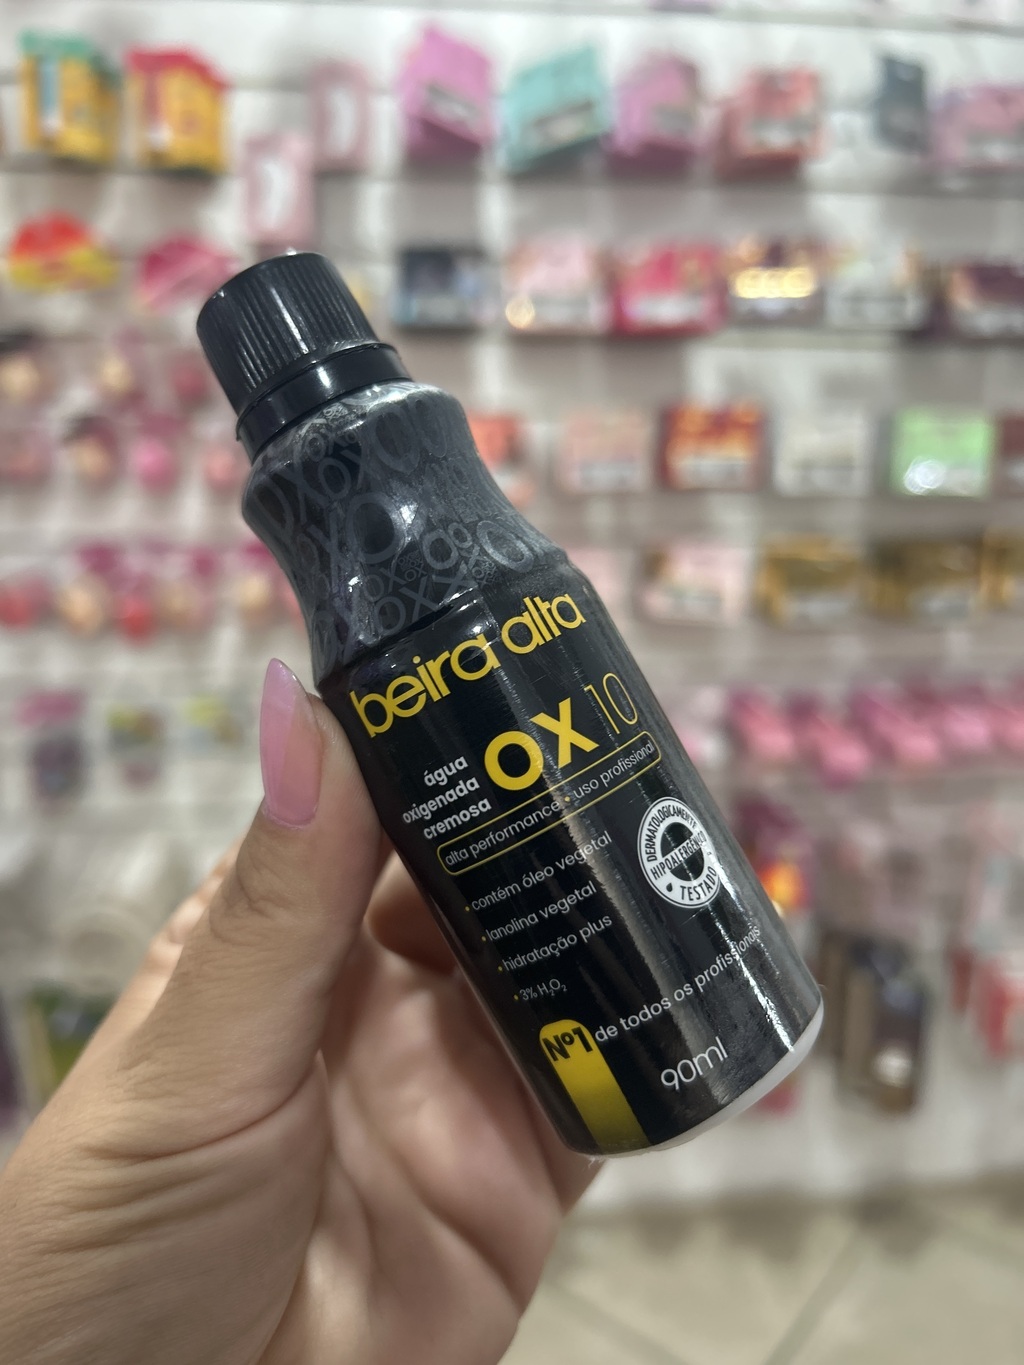 beira alta
água
oxigenada
cremosa
OX 10
alta performance • uso profissional
• contém óleo vegetal
• lanolina vegetal
• hidratação plus
• 3% H₂O₂
DERMATOLOGICAMENTE
HIPOALERGÊNICO
TESTADO
Nº1 de todos os profissionais
90ml